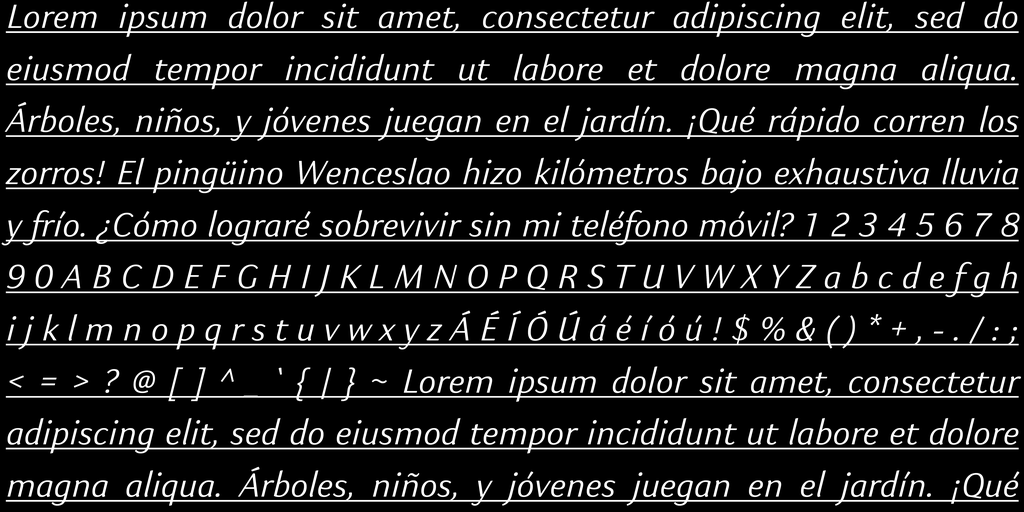 Lorem ipsum dolor sit amet, consectetur adipiscing elit, sed do
eiusmod tempor incididunt ut labore et dolore magna aliqua.
Árboles, niños, y jóvenes juegan en el jardín. ¡Qué rápido corren los
zorros! El pingüino Wenceslao hizo kilómetros bajo exhaustiva lluvia
y frío. ¿Cómo lograré sobrevivir sin mi teléfono móvil? 1 2 3 4 5 6 7 8
9 0 A B C D E F G H I J K L M N O P Q R S T U V W X Y Z a b c d e f g h
i j k l m n o p q r s t u v w x y z Á É Í Ó Ú á é í ó ú ! $ % & ( ) * + , - . / : ;
< = > ? @ [ ] ^ _ ` { | } ~ Lorem ipsum dolor sit amet, consectetur
adipiscing elit, sed do eiusmod tempor incididunt ut labore et dolore
magna aliqua. Árboles, niños, y jóvenes juegan en el jardín. ¡Qué